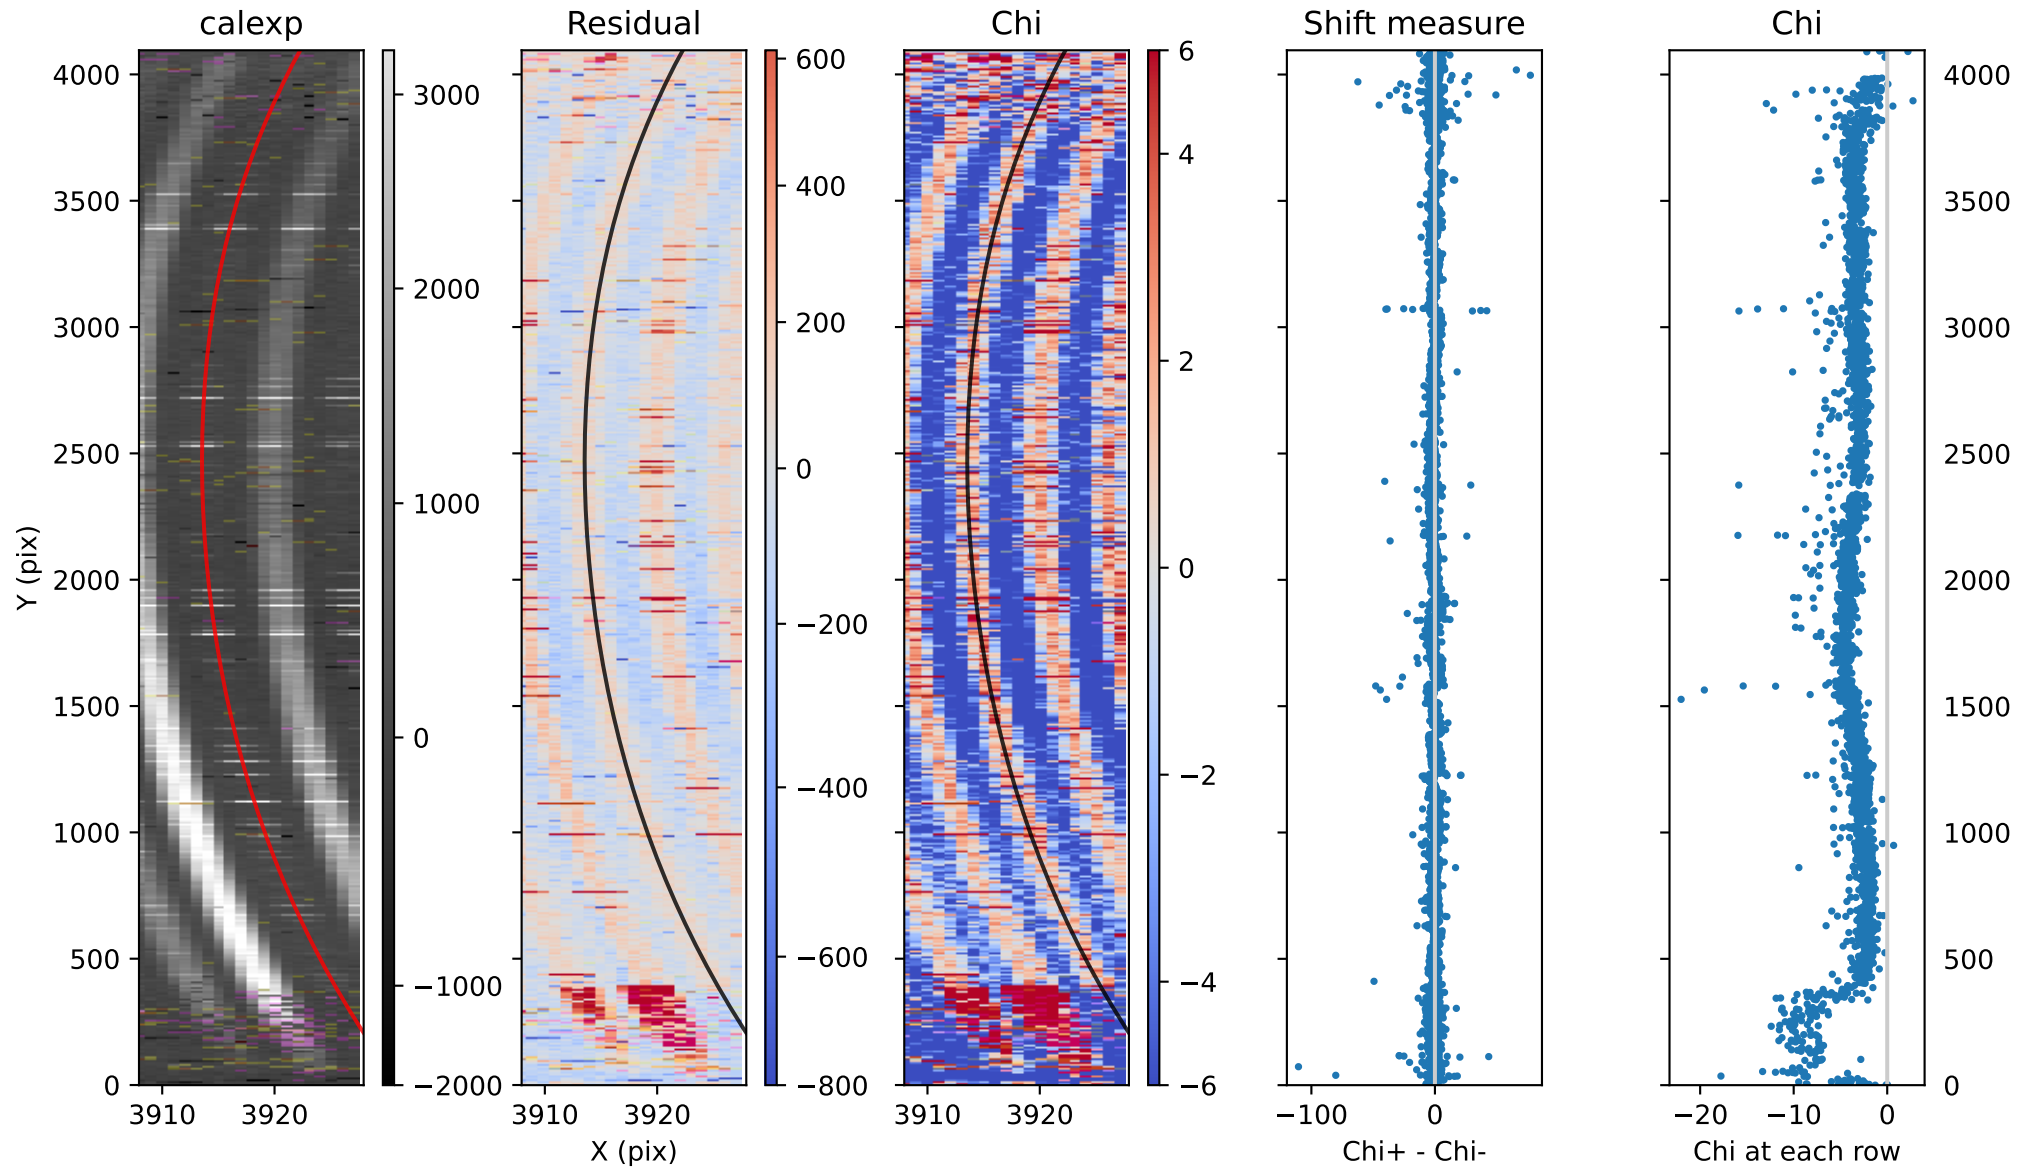 calexp Residual Chi Shift measure Chi
4000 3000 600 6 4000
3500 2000 400 4 3500
3000 1000 200 2 3000
2500 0 0 0 2500
2000 −1000 −200 −2 2000
1500 −2000 −400 −4 1500
1000 −600 −6 1000
500 −800 500
0 0
Y (pix)
3910 3920 3910 3920 3910 3920 −100 0 −20 −10 0
X (pix) Chi+ - Chi- Chi at each row